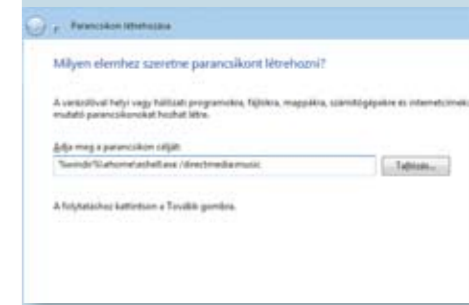 Parancsikon létrehozása
Milyen elemhez szeretne parancsikont létrehozni?
A varázslóval helyi vagy hálózati programokra, fájlokra, mappákra, számítógépekre és internetcímek
mutató parancsikonokat hozhat létre.
Adja meg a parancsikon célját:
%windir%\ehome\ehshell.exe /directmedia:music
Tallózás...
A folytatáshoz kattintson a Tovább gombra.